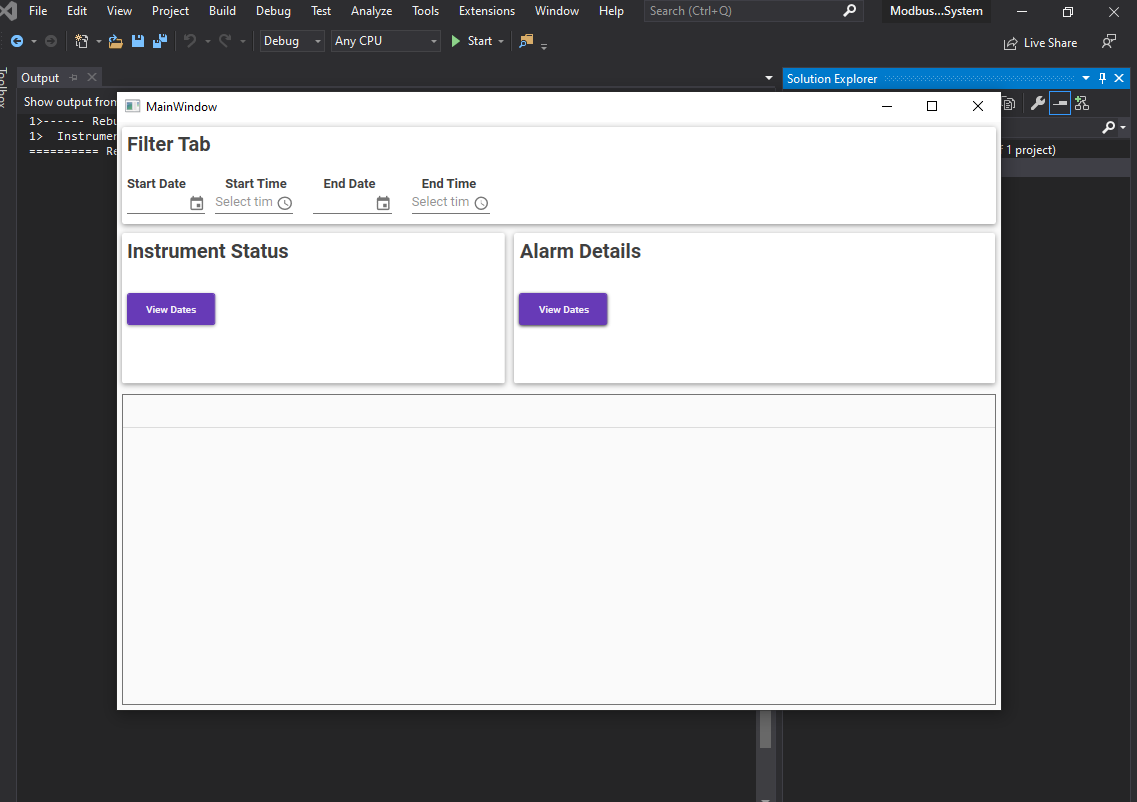 File Edit View Project Build Debug Test Analyze Tools Extensions Window Help Search (Ctrl+Q) Modbus...System
Debug Any CPU Start Live Share
Toolbox
Output Solution Explorer
Show output from
MainWindow
1>------ Rebu
1> Instrumen
========== Re
1 project)
Filter Tab
Start Date Start Time End Date End Time
Select tim Select tim
Instrument Status Alarm Details
View Dates View Dates